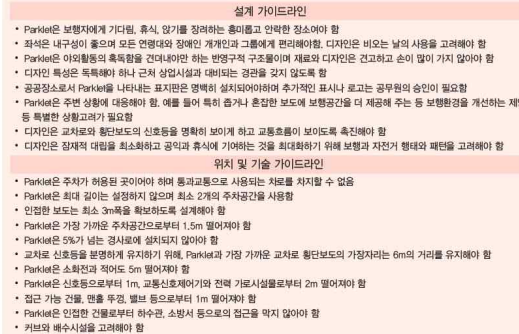 설계 가이드라인
• Parklet은 보행자에게 기다림, 휴식, 앉기를 장려하는 흥미롭고 안락한 장소여야 함
• 좌석은 내구성이 좋으며 모든 연령대와 장애인 개개인과 그룹에게 편리해야함. 디자인은 비오는 날의 사용을 고려해야 함
• Parklet은 야외활동의 혹독함을 견뎌내야만 하는 반영구적 구조물이며 재료와 디자인은 견고하고 손이 많이 가지 않아야 함
• 디자인 특성은 독특해야 하나 근처 상업시설과 대비되는 경관을 갖지 않도록 함
• 공공장소로서 Parklet을 나타내는 표지판은 명백히 설치되어야하며 추가적인 표시나 로고는 공무원의 승인이 필요함
• Parklet은 주변 상황에 대응해야 함. 예를 들어 특히 좁거나 혼잡한 보도에 보행공간을 더 제공해 주는 등 보행환경을 개선하는
등 특별한 상황고려가 필요함
• 디자인은 교차로와 횡단보도의 신호등을 명확히 보이게 하고 교통흐름이 보이도록 촉진해야 함
• 디자인은 잠재적 대립을 최소화하고 공익과 휴식에 기여하는 것을 최대화하기 위해 보행과 자전거 행태와 패턴을 고려해야 함
위치 및 기술 가이드라인
• Parklet은 주차가 허용된 곳이어야 하며 통과교통으로 사용되는 차로를 차지할 수 없음
• Parklet은 최대 길이는 설정하지 않으며 최소 2개의 주차공간을 사용함
• 인접한 보도는 최소 3m폭을 확보하도록 설계해야 함
• Parklet은 가장 가까운 주차공간으로부터 1.5m 떨어져야 함
• Parklet은 5%가 넘는 경사로에 설치되지 않아야 함
• 교차로 신호등을 분명하게 유지하기 위해, Parklet과 가장 가까운 교차로 횡단보도의 가장자리는 6m의 거리를 유지해야 함
• Parklet은 소화전과 적어도 5m 떨어져야 함
• Parklet은 신호등으로부터 1m, 교통신호제어기와 전력 가로시설물로부터 2m 떨어져야 함
• 접근 가능 건물, 맨홀 뚜껑, 밸브 등으로부터 1m 떨어져야 함
• Parklet은 인접한 건물로부터 하수관, 소방서 등으로의 접근을 막지 않아야 함
• 커브와 배수시설을 고려해야 함